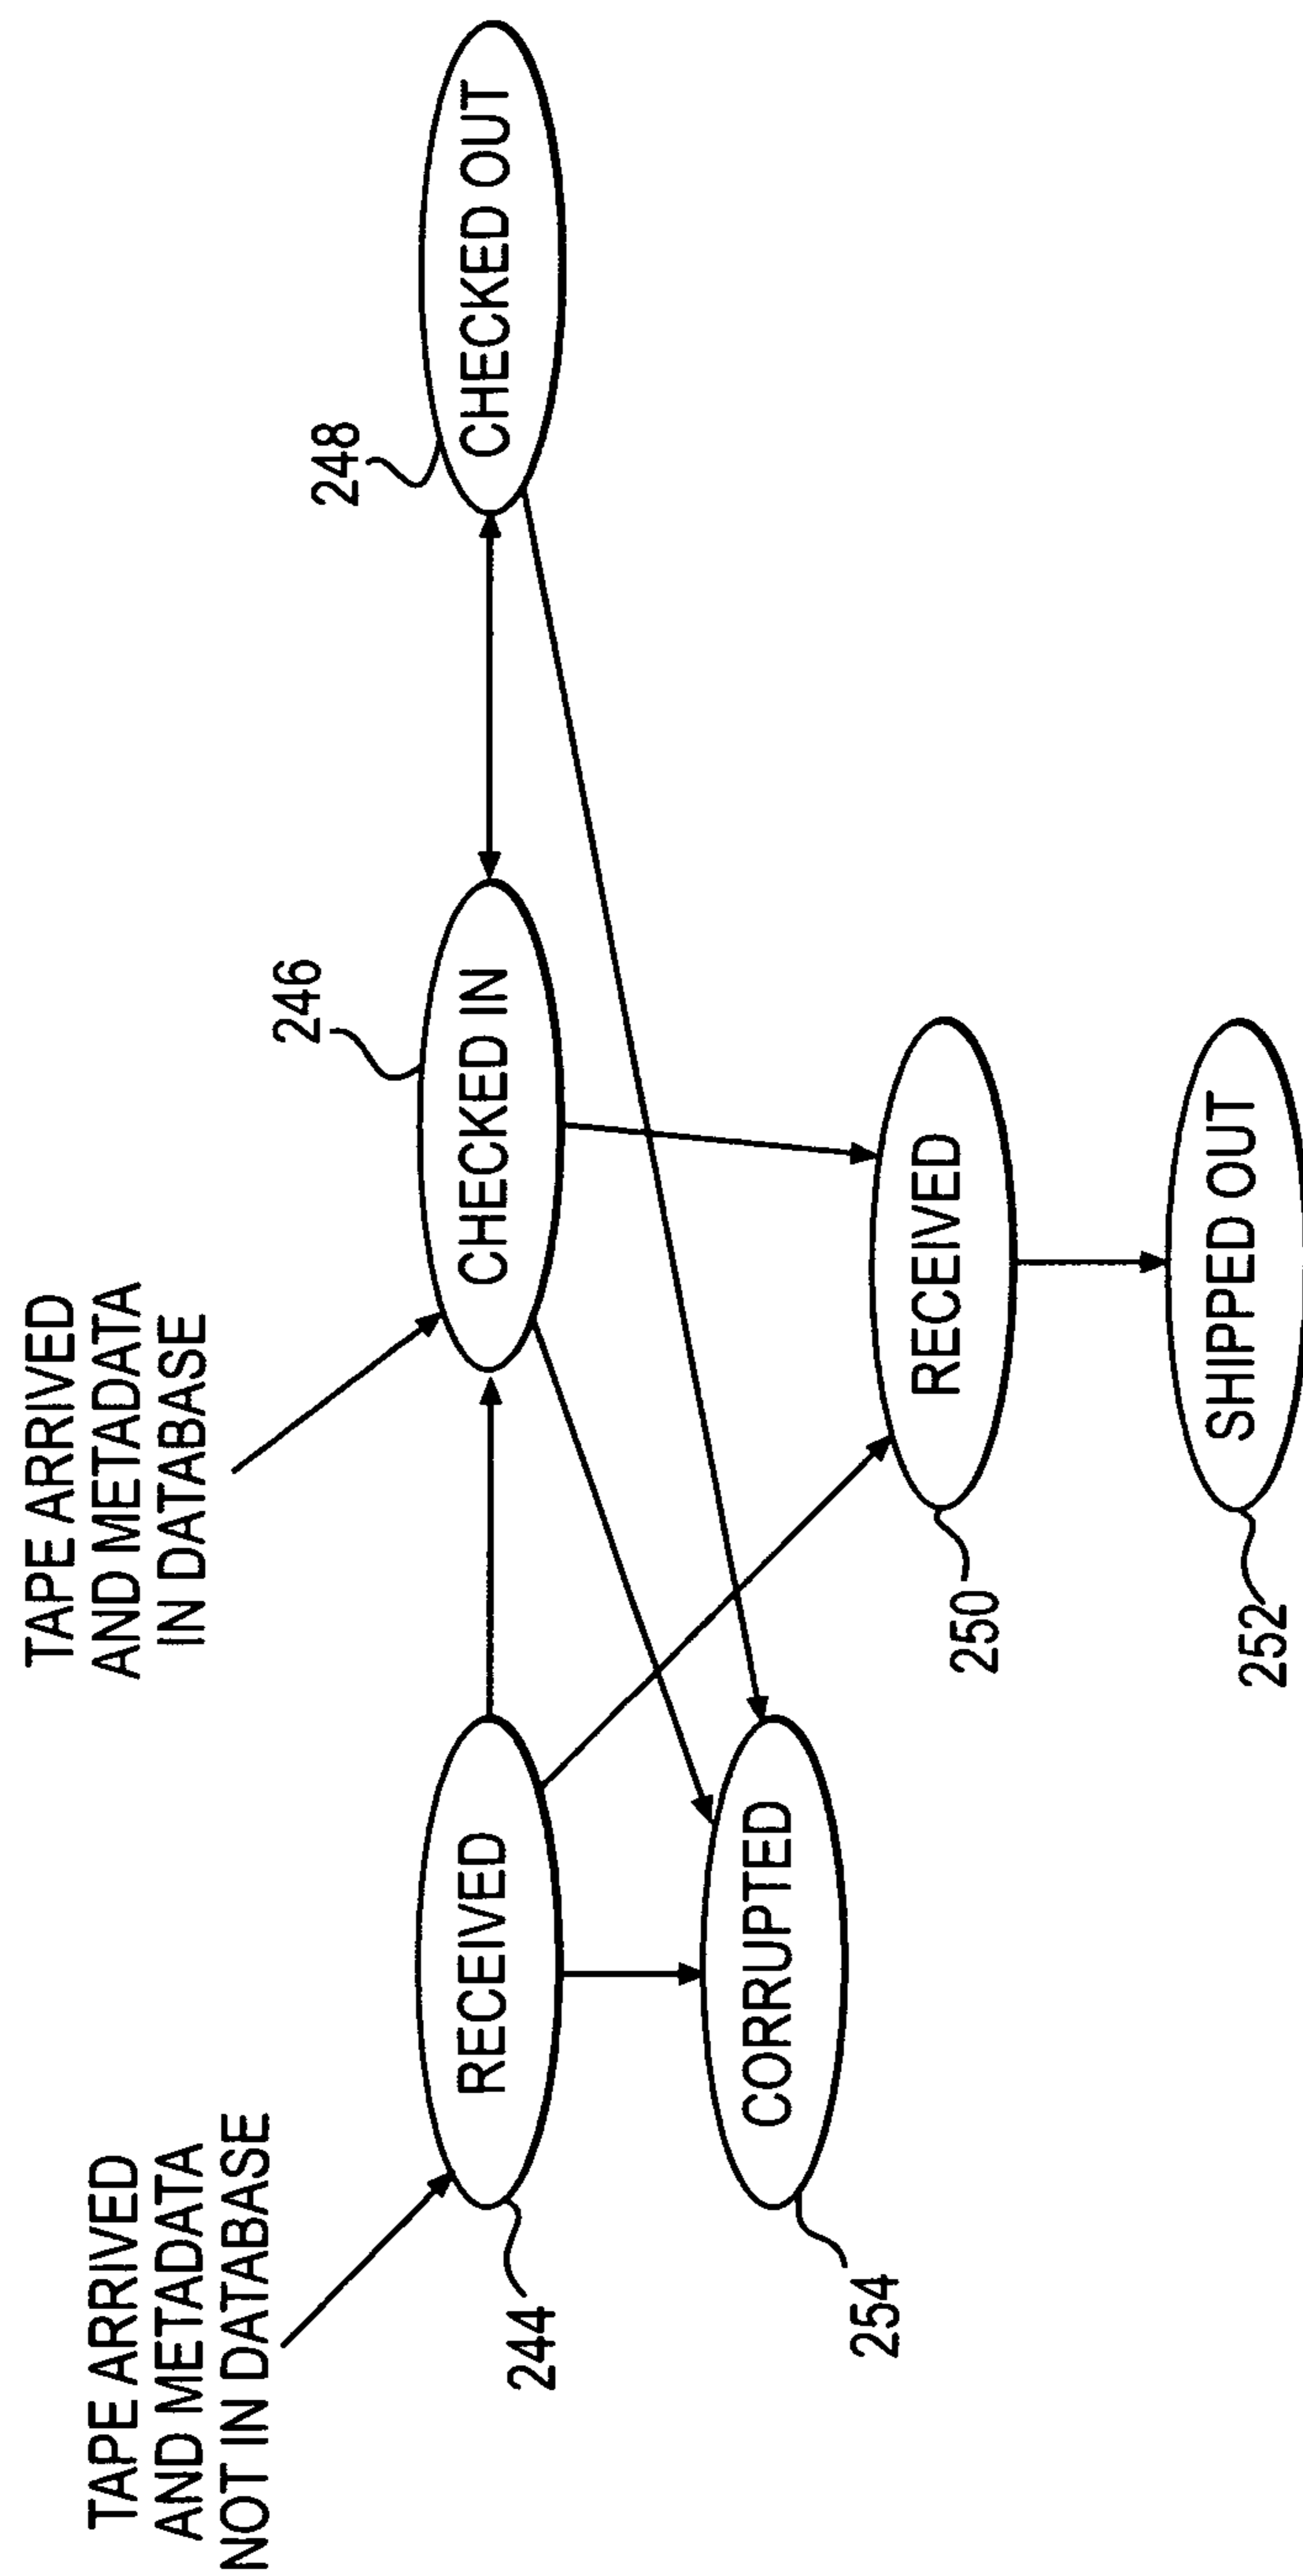 TAPE ARRIVED
AND METADATA
NOT IN DATABASE
TAPE ARRIVED
AND METADATA
IN DATABASE
244
RECEIVED
246
CHECKED IN
248
CHECKED OUT
254
CORRUPTED
250
RECEIVED
252
SHIPPED OUT